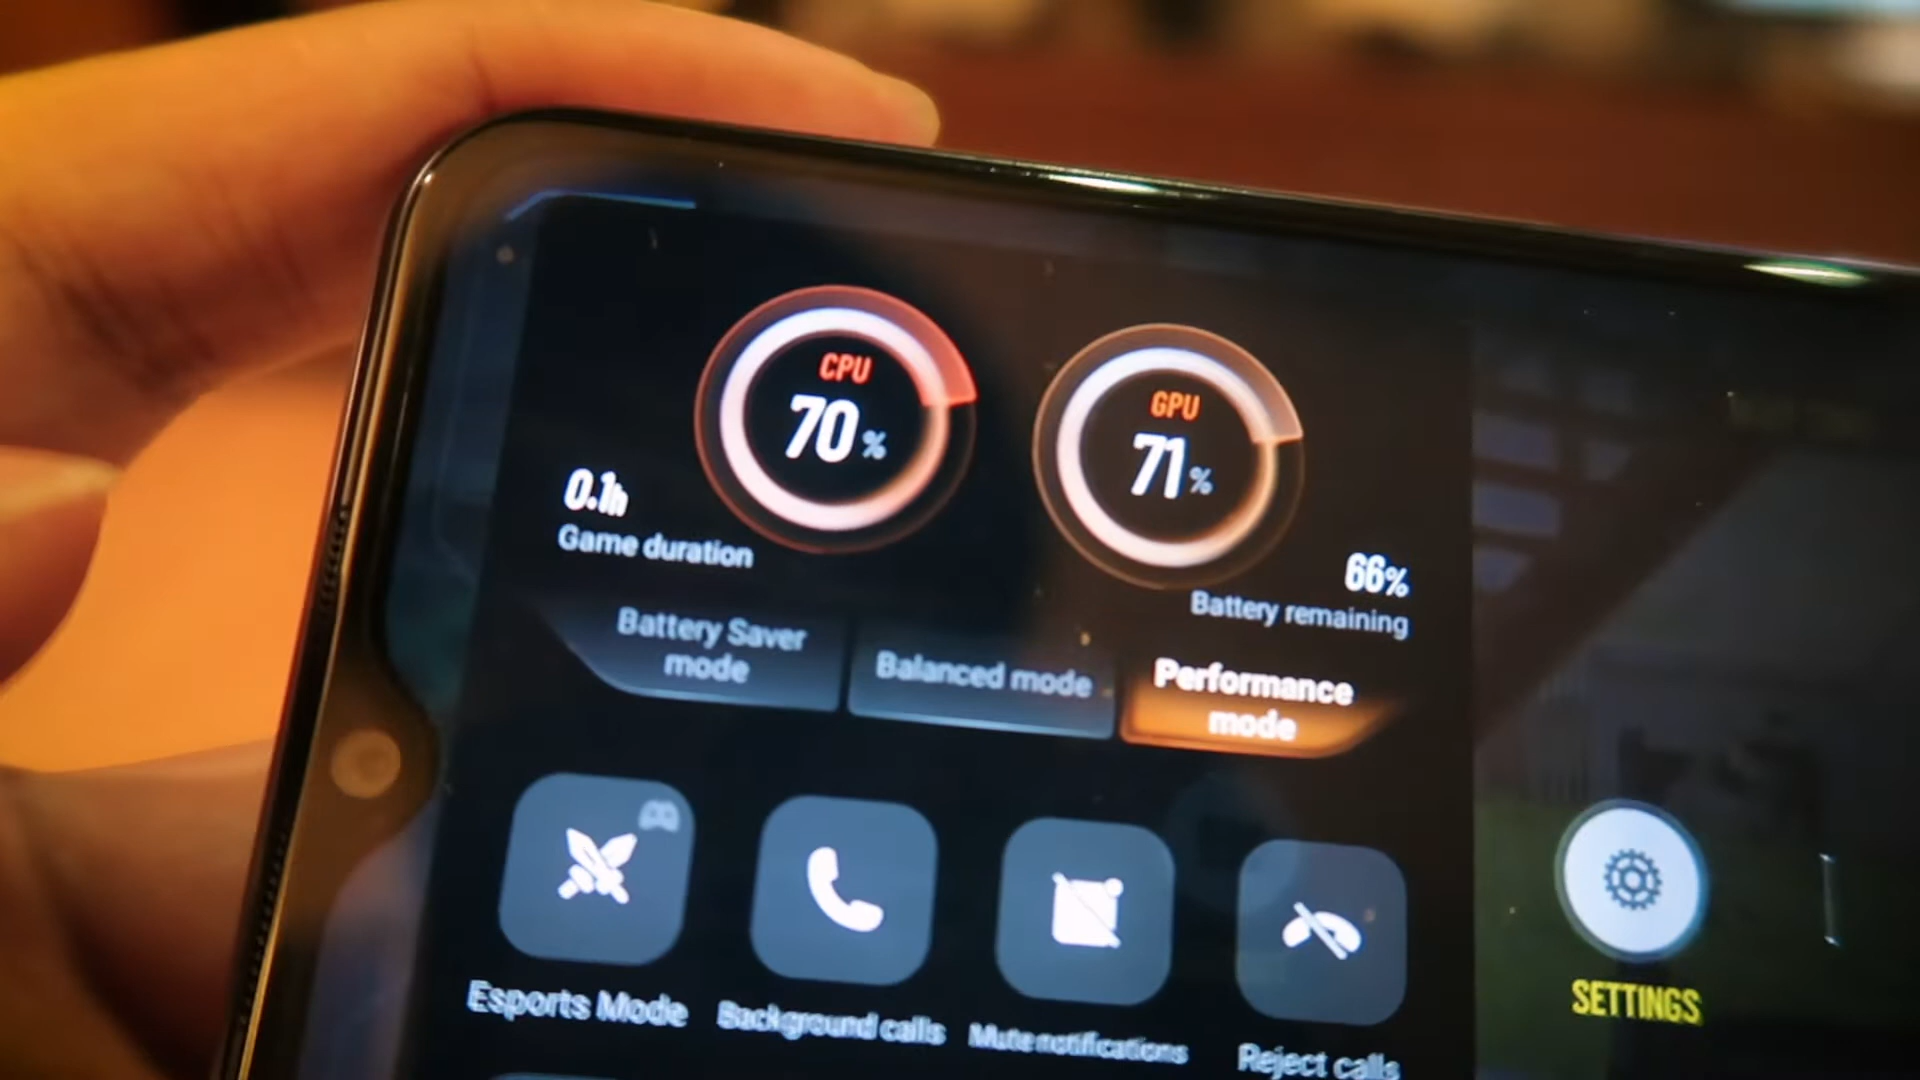 CPU
70%
GPU
71%
0.1h
Game duration
66%
Battery remaining
Battery Saver
mode
Balanced mode
Performance
mode
Esports Mode
Background calls
Mute notifications
Reject calls
SETTINGS